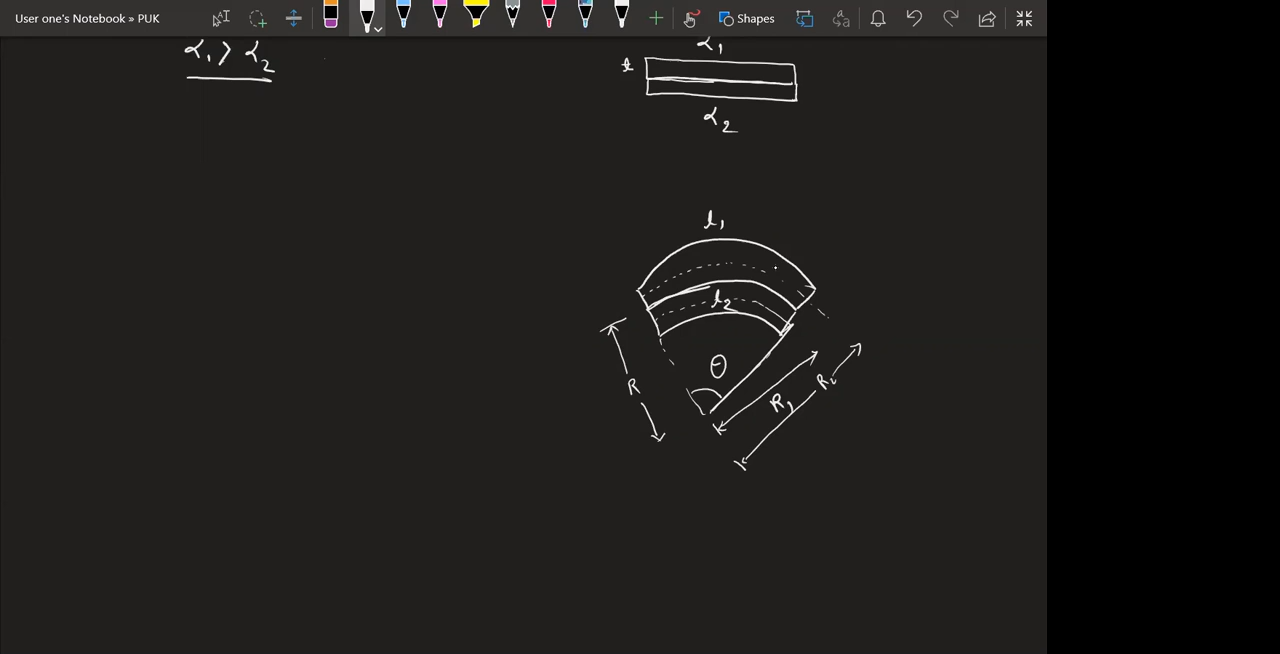 User one's Notebook » PUK
Shapes
α₁ > α₂
α₁
t
α₂
l₁
l₂
θ
R
R₁
R₂